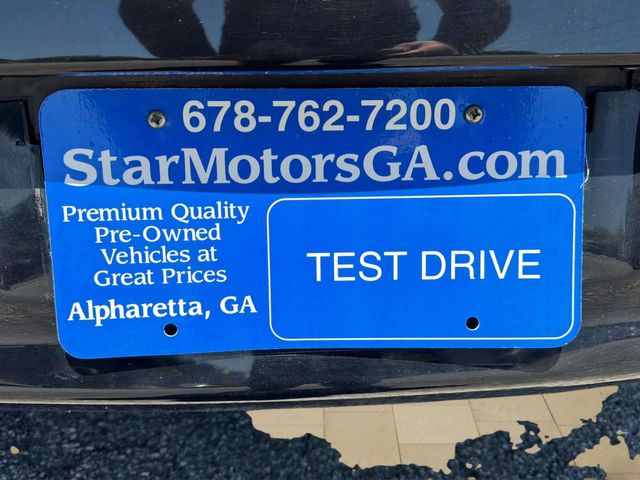 678-762-7200
StarMotorsGA.com
Premium Quality
Pre-Owned
Vehicles at
Great Prices
Alpharetta, GA
TEST DRIVE